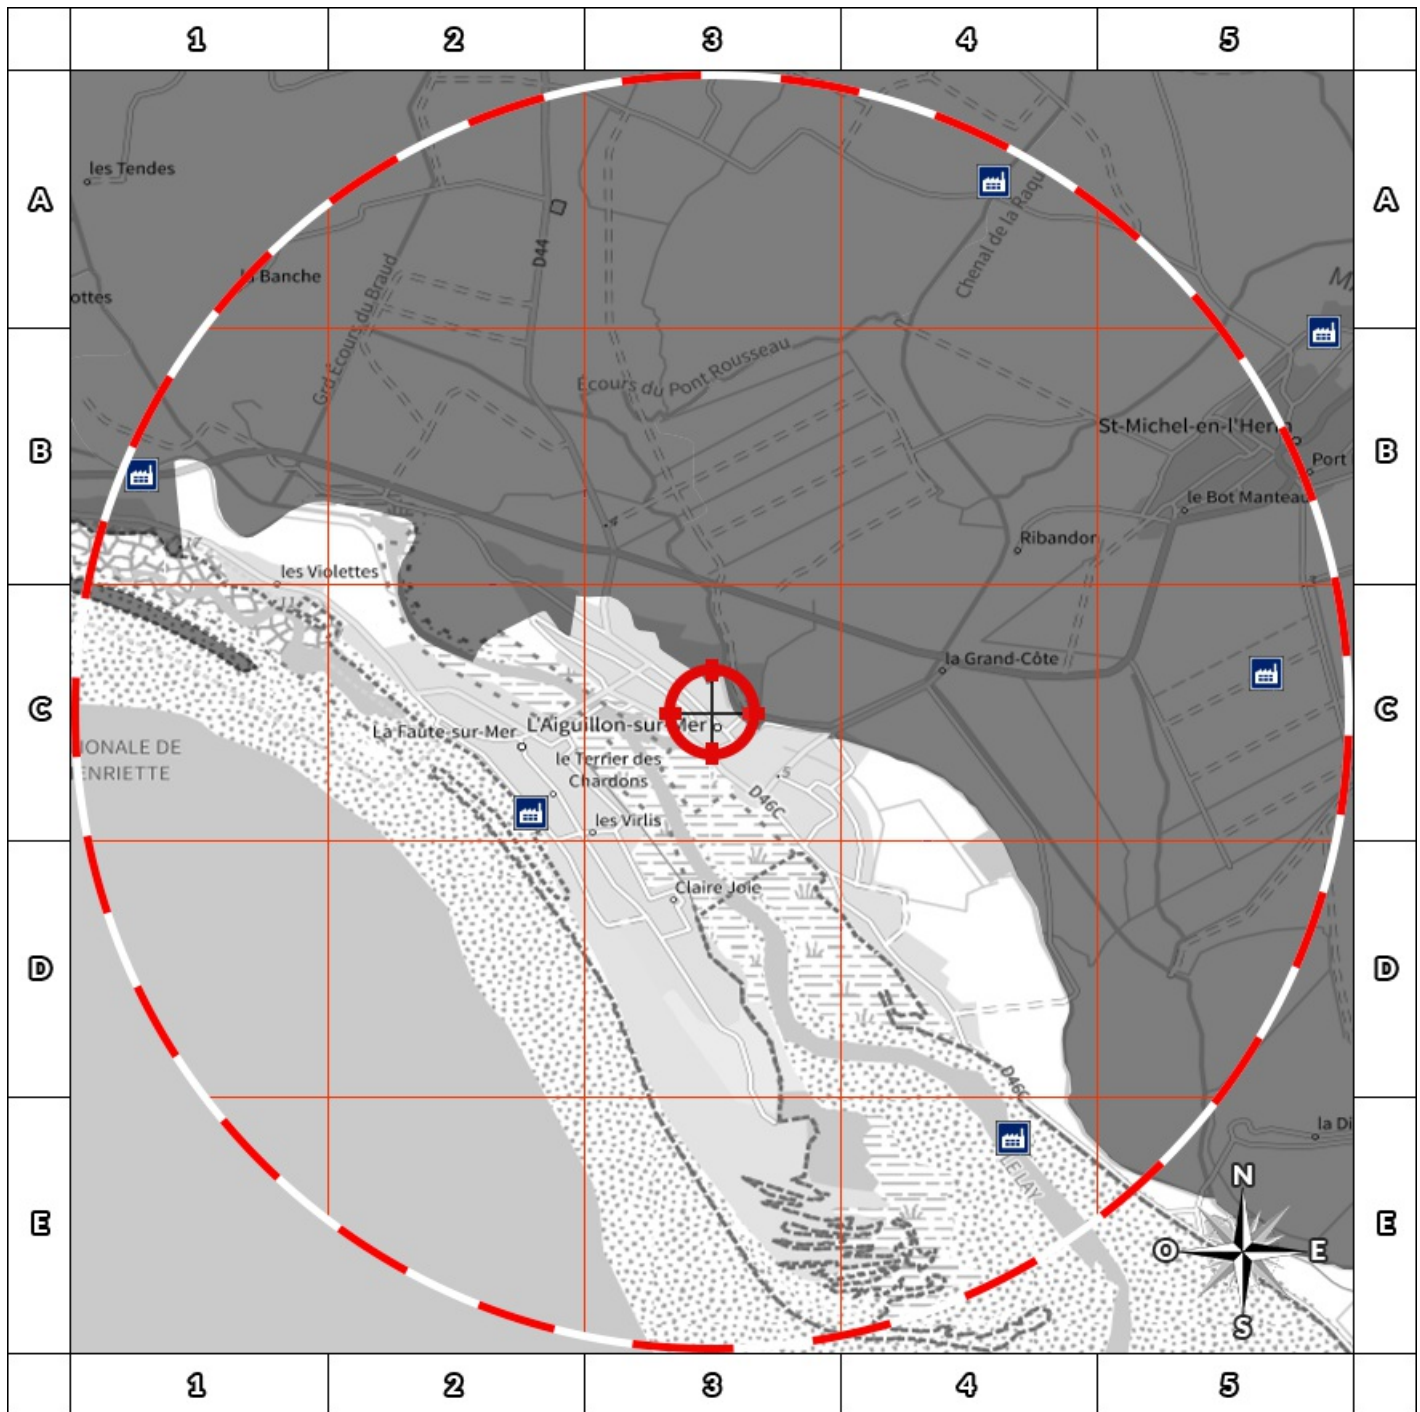 1 2 3 4 5
A A
les Tendes
Chenal de la Raqu
D44
la Banche
ottes
Grd Écours du Braud
Écours du Pont Rousseau
St-Michel-en-l'Herm
B B
Port
le Bot Manteau
Ribandon
les Violettes
la Grand-Côte
C C
L'Aiguillon-sur-Mer
La Faute-sur-Mer
IONALE DE
ENRIETTE
le Terrier des
Chardons
D46C
les Virlis
Claire Joie
D D
D46C
la Di
LE LAY
N
E E
O E
S
1 2 3 4 5